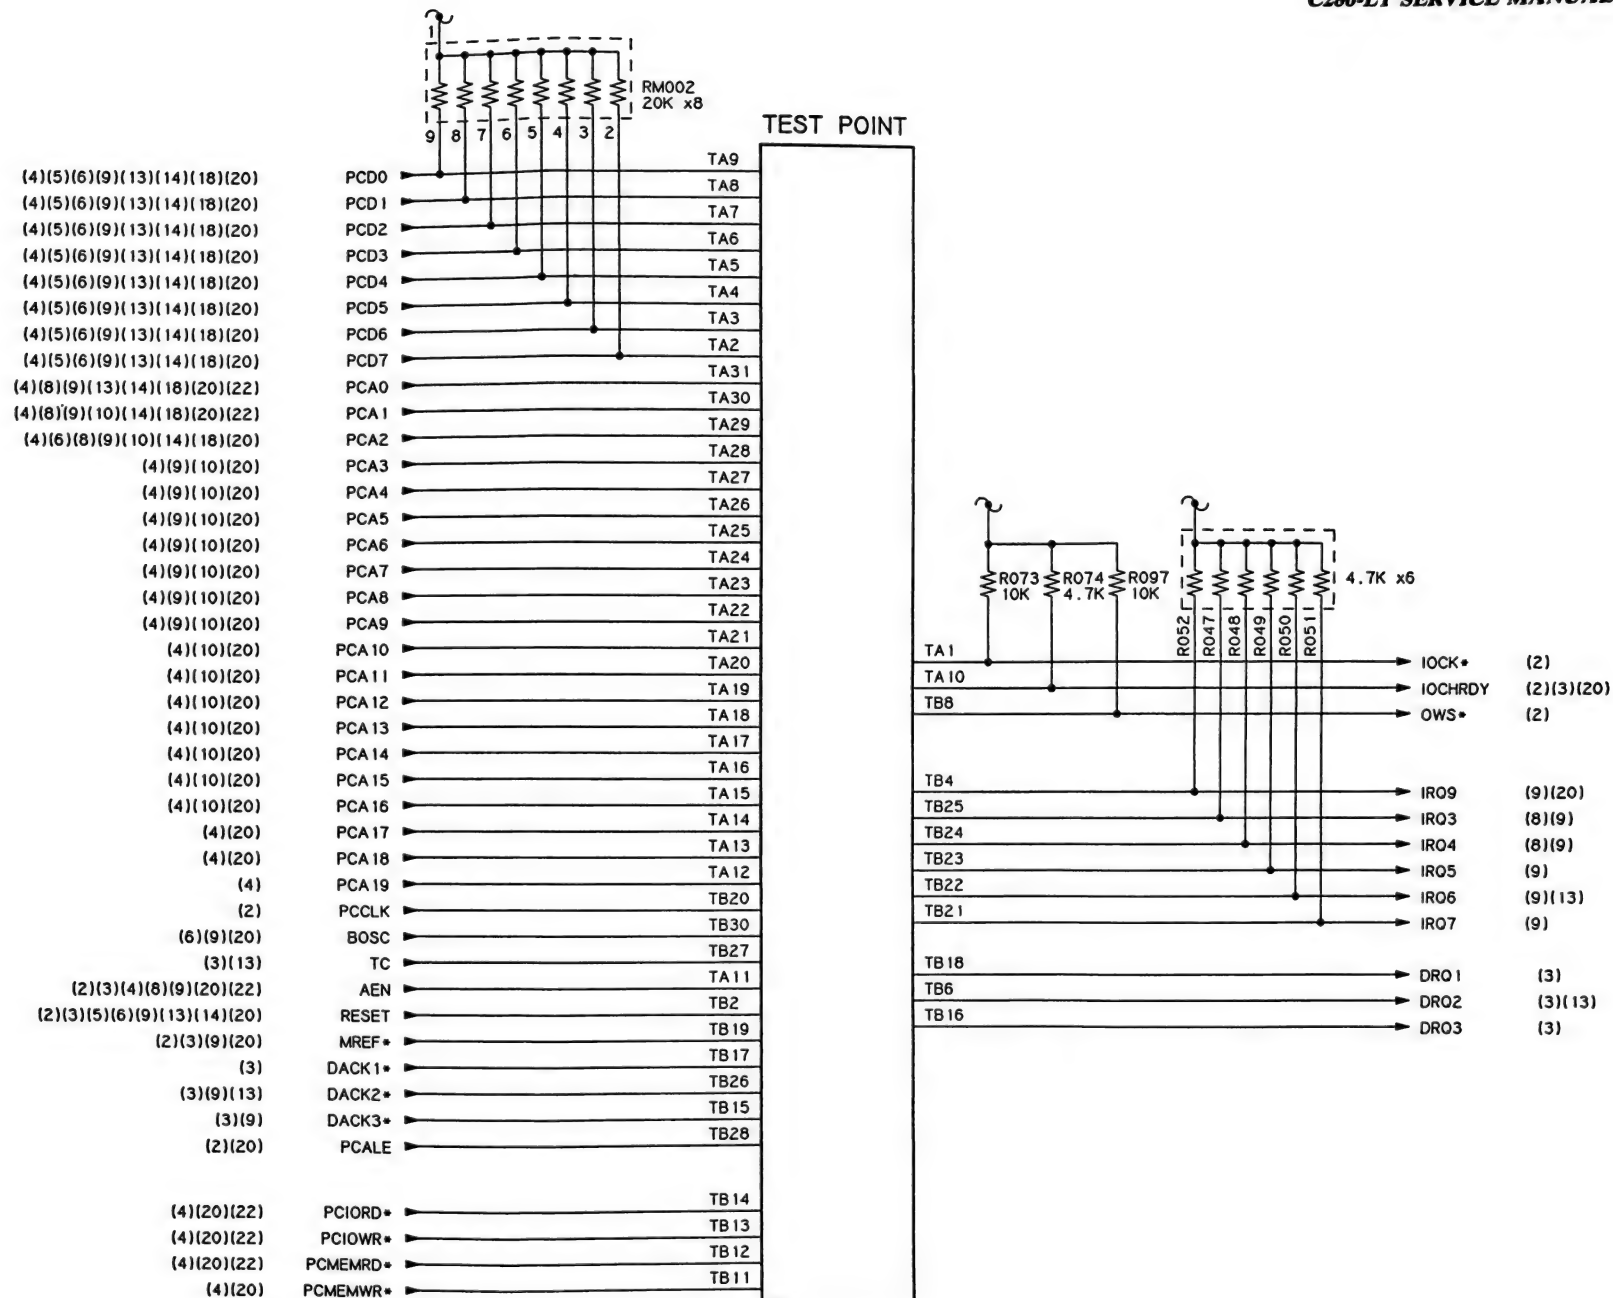 C286-LT SERVICE MANUAL
1
RM002
20K x8
9 8 7 6 5 4 3 2
TEST POINT
(4)(5)(6)(9)(13)(14)(18)(20) PCD0 TA9
(4)(5)(6)(9)(13)(14)(18)(20) PCD1 TA8
(4)(5)(6)(9)(13)(14)(18)(20) PCD2 TA7
(4)(5)(6)(9)(13)(14)(18)(20) PCD3 TA6
(4)(5)(6)(9)(13)(14)(18)(20) PCD4 TA5
(4)(5)(6)(9)(13)(14)(18)(20) PCD5 TA4
(4)(5)(6)(9)(13)(14)(18)(20) PCD6 TA3
(4)(5)(6)(9)(13)(14)(18)(20) PCD7 TA2
(4)(8)(9)(13)(14)(18)(20)(22) PCA0 TA31
(4)(8)(9)(10)(14)(18)(20)(22) PCA1 TA30
(4)(6)(8)(9)(10)(14)(18)(20) PCA2 TA29
(4)(9)(10)(20) PCA3 TA28
(4)(9)(10)(20) PCA4 TA27
(4)(9)(10)(20) PCA5 TA26
(4)(9)(10)(20) PCA6 TA25
(4)(9)(10)(20) PCA7 TA24
(4)(9)(10)(20) PCA8 TA23
(4)(9)(10)(20) PCA9 TA22
(4)(10)(20) PCA10 TA21
(4)(10)(20) PCA11 TA20
(4)(10)(20) PCA12 TA19
(4)(10)(20) PCA13 TA18
(4)(10)(20) PCA14 TA17
(4)(10)(20) PCA15 TA16
(4)(10)(20) PCA16 TA15
(4)(20) PCA17 TA14
(4)(20) PCA18 TA13
(4) PCA19 TA12
(2) PCCLK TB20
(6)(9)(20) BOSC TB30
(3)(13) TC TB27
(2)(3)(4)(8)(9)(20)(22) AEN TA11
(2)(3)(5)(6)(9)(13)(14)(20) RESET TB2
(2)(3)(9)(20) MREF* TB19
(3) DACK1* TB17
(3)(9)(13) DACK2* TB26
(3)(9) DACK3* TB15
(2)(20) PCALE TB28
(4)(20)(22) PCIORD* TB14
(4)(20)(22) PCIOWR* TB13
(4)(20)(22) PCMEMRD* TB12
(4)(20) PCMEMWR* TB11
R073 10K
R074 4.7K
R097 10K
4.7K x6
R052
R047
R048
R049
R050
R051
TA1 IOCK* (2)
TA10 IOCHRDY (2)(3)(20)
TB8 OWS* (2)
TB4 IRQ9 (9)(20)
TB25 IRQ3 (8)(9)
TB24 IRQ4 (8)(9)
TB23 IRQ5 (9)
TB22 IRQ6 (9)(13)
TB21 IRQ7 (9)
TB18 DRQ1 (3)
TB6 DRQ2 (3)(13)
TB16 DRQ3 (3)